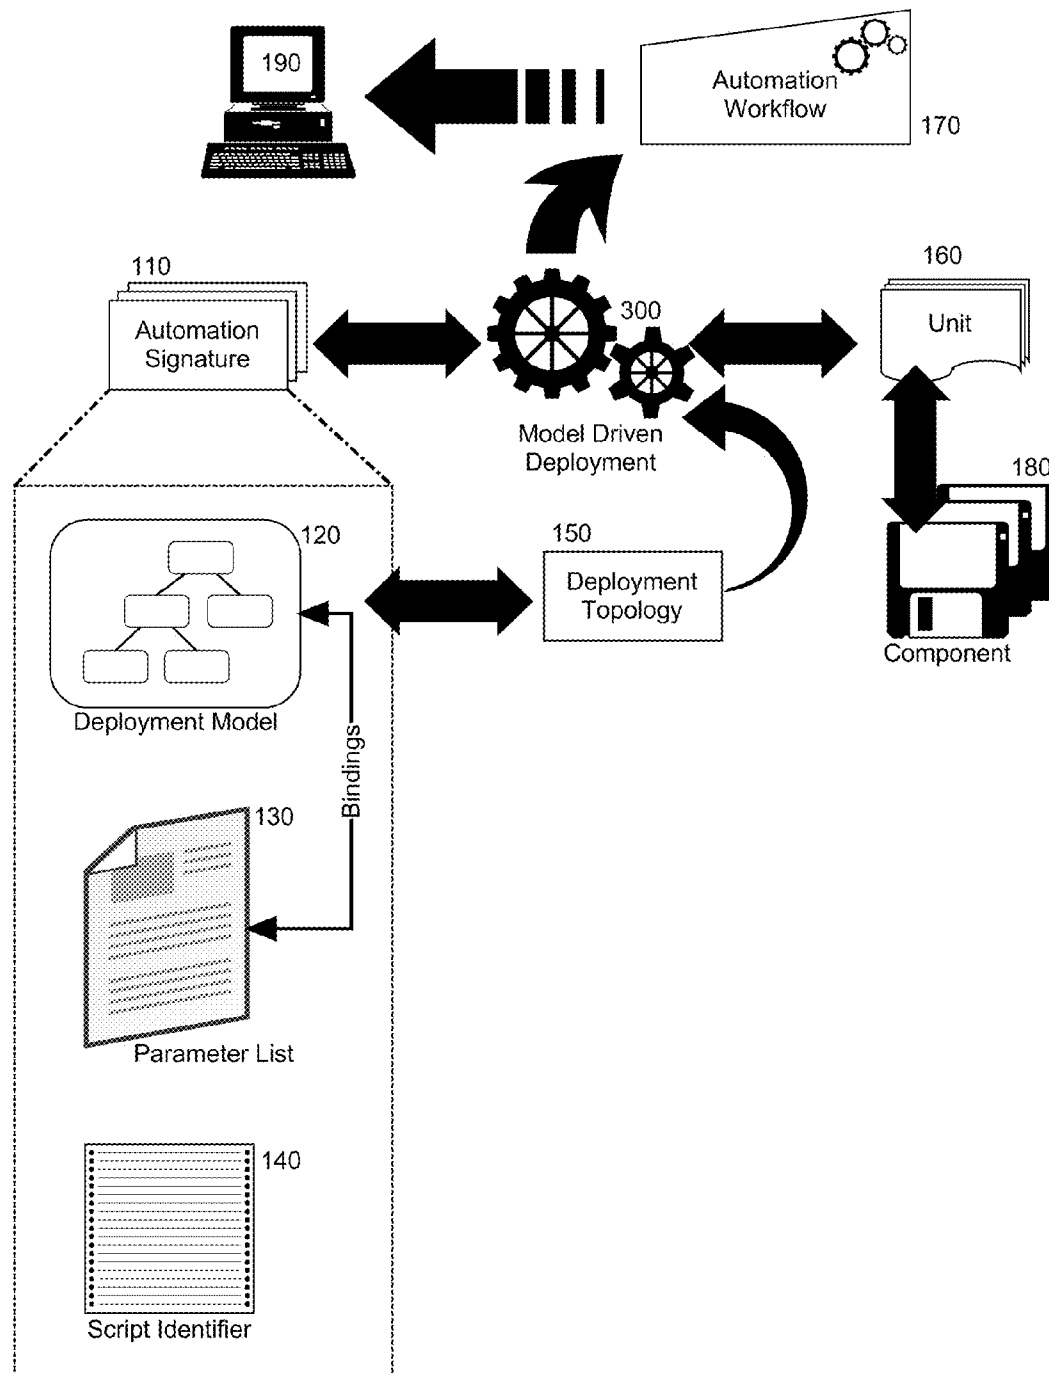 190
Automation
Workflow
170
110
Automation
Signature
300
160
Unit
Model Driven
Deployment
180
120
150
Deployment
Topology
Component
Deployment Model
Bindings
130
Parameter List
140
Script Identifier